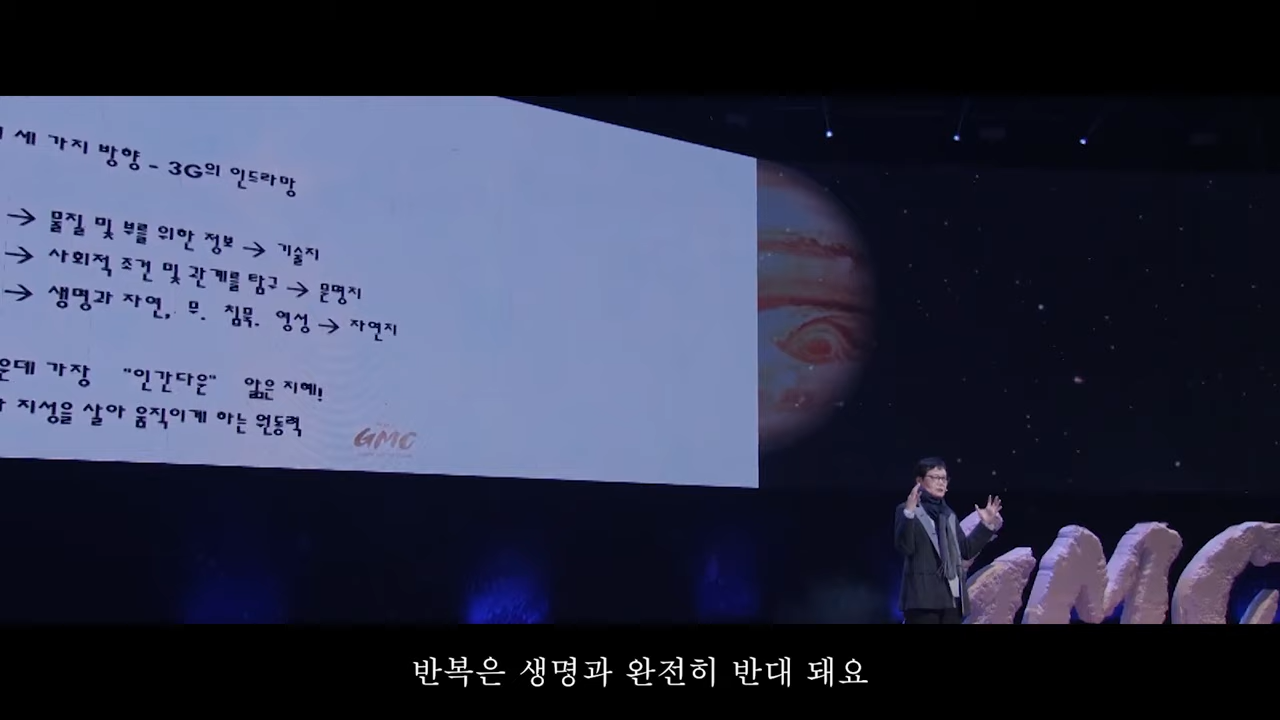 세 가지 방향 - 3G의 인드라망
→ 물질 및 부를 위한 정보 → 기술지
→ 사회적 조건 및 관계를 탐구 → 문명지
→ 생명과 자연, 무. 침묵. 영성 → 자연지
가장 "인간다운" 앎은 지혜!
지성을 살아 움직이게 하는 원동력
GMC
GMC
반복은 생명과 완전히 반대 돼요